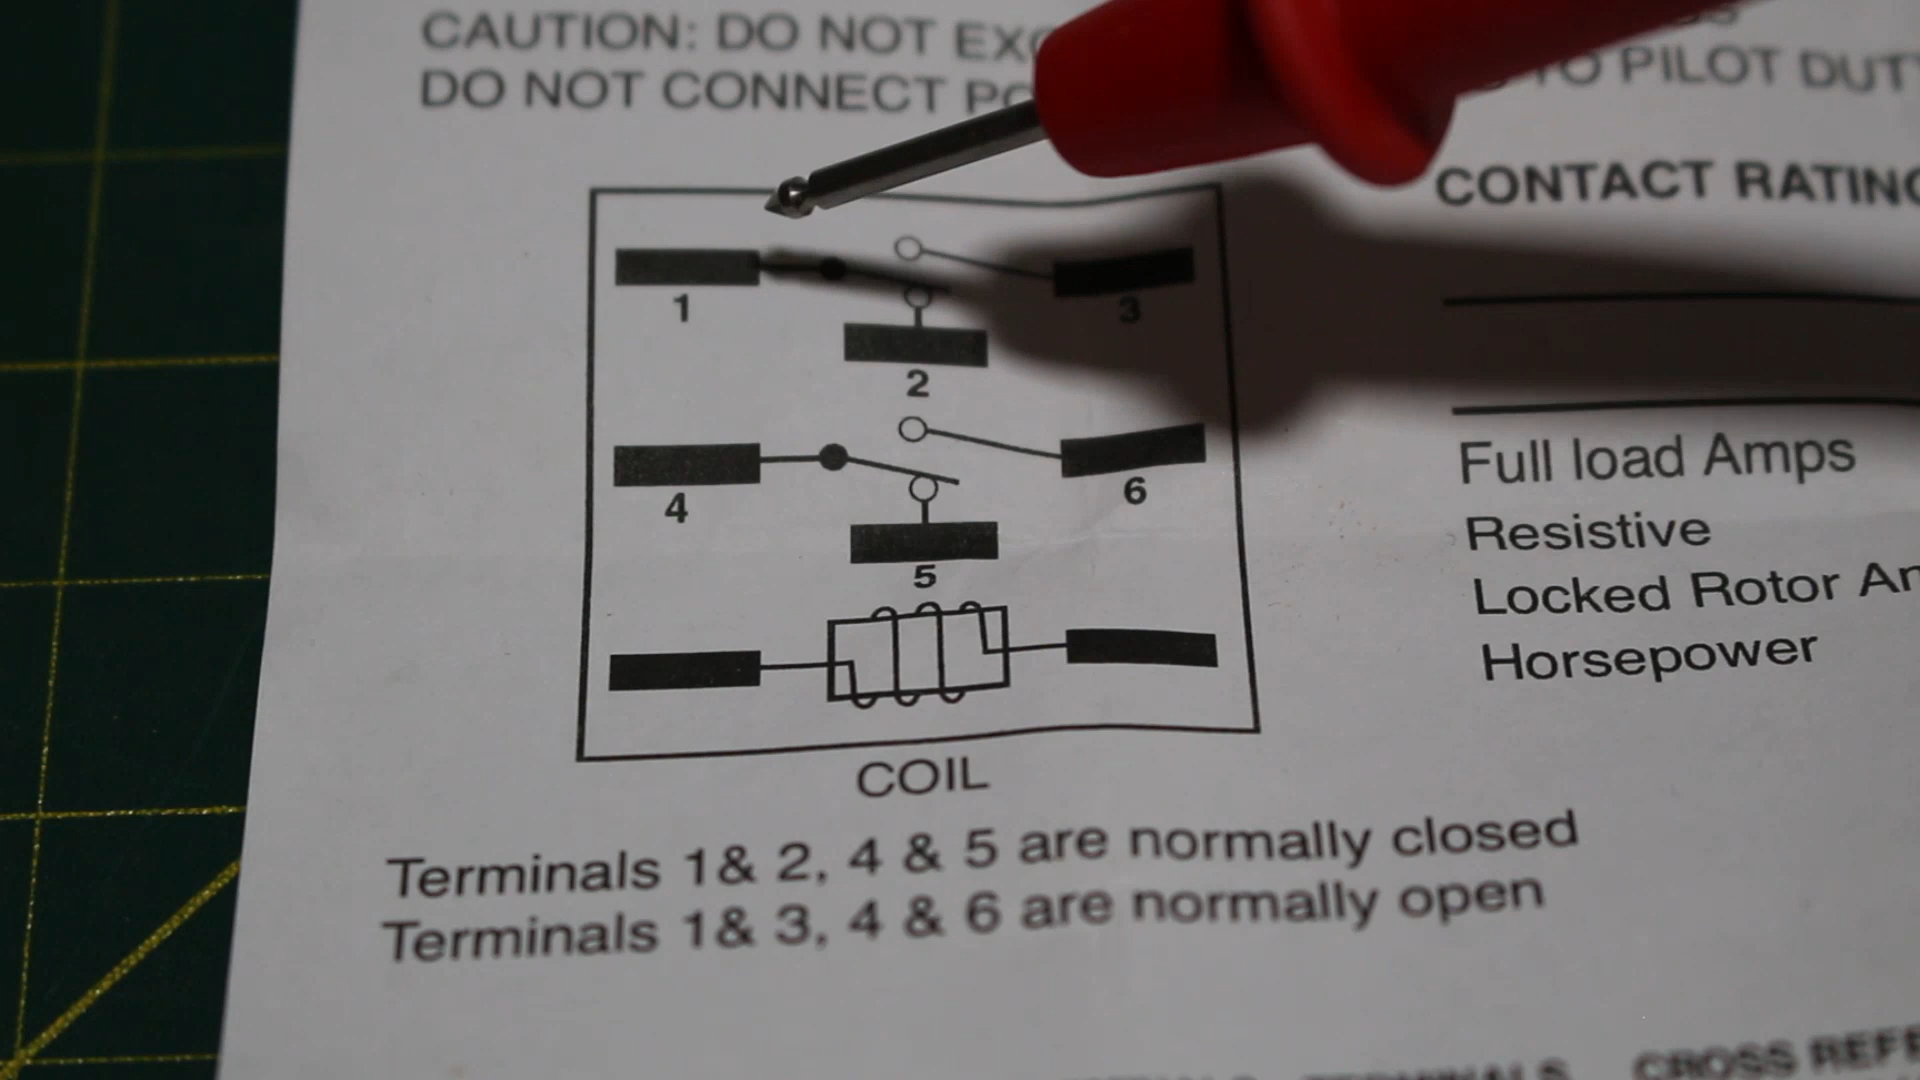 CAUTION: DO NOT
DO NOT CONNECT
TO PILOT
CONTACT
1
3
2
4
6
5
Full load Amps
Resistive
Locked Rotor
Horsepower
COIL
Terminals 1& 2, 4 & 5 are normally closed
Terminals 1& 3, 4 & 6 are normally open
CROSS